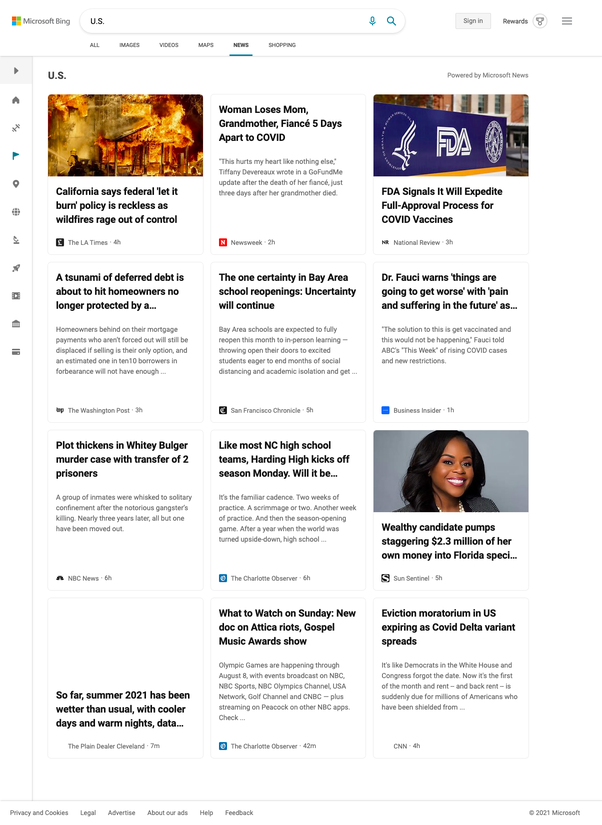 Microsoft Bing
U.S.
Sign in
Rewards
ALL
IMAGES
VIDEOS
MAPS
NEWS
SHOPPING
U.S.
Powered by Microsoft News
California says federal 'let it
burn' policy is reckless as
wildfires rage out of control
The LA Times · 4h
Woman Loses Mom,
Grandmother, Fiancé 5 Days
Apart to COVID
"This hurts my heart like nothing else,"
Tiffany Devereaux wrote in a GoFundMe
update after the death of her fiancé, just
three days after her grandmother died.
Newsweek · 2h
FDA
FDA Signals It Will Expedite
Full-Approval Process for
COVID Vaccines
NR
National Review · 3h
A tsunami of deferred debt is
about to hit homeowners no
longer protected by a...
Homeowners behind on their mortgage
payments who aren't forced out will still be
displaced if selling is their only option, and
an estimated one in ten10 borrowers in
forbearance will not have enough ...
wp
The Washington Post · 3h
The one certainty in Bay Area
school reopenings: Uncertainty
will continue
Bay Area schools are expected to fully
reopen this month to in-person learning —
throwing open their doors to excited
students eager to end months of social
distancing and academic isolation and get ...
San Francisco Chronicle · 5h
Dr. Fauci warns 'things are
going to get worse' with 'pain
and suffering in the future' as...
"The solution to this is get vaccinated and
this would not be happening," Fauci told
ABC's "This Week" of rising COVID cases
and new restrictions.
Business Insider · 1h
Plot thickens in Whitey Bulger
murder case with transfer of 2
prisoners
A group of inmates were whisked to solitary
confinement after the notorious gangster's
killing. Nearly three years later, all but one
have been moved out.
NBC News · 6h
Like most NC high school
teams, Harding High kicks off
season Monday. Will it be...
It's the familiar cadence. Two weeks of
practice. A scrimmage or two. Another week
of practice. And then the season-opening
game. After a year when the world was
turned upside-down, high school ...
The Charlotte Observer · 6h
Wealthy candidate pumps
staggering $2.3 million of her
own money into Florida speci...
Sun Sentinel · 5h
So far, summer 2021 has been
wetter than usual, with cooler
days and warm nights, data...
The Plain Dealer Cleveland · 7m
What to Watch on Sunday: New
doc on Attica riots, Gospel
Music Awards show
Olympic Games are happening through
August 8, with events broadcast on NBC,
NBC Sports, NBC Olympics Channel, USA
Network, Golf Channel and CNBC — plus
streaming on Peacock on other NBC apps.
Check ...
The Charlotte Observer · 42m
Eviction moratorium in US
expiring as Covid Delta variant
spreads
It's like Democrats in the White House and
Congress forgot the date. Now it's the first
of the month and rent – and back rent – is
suddenly due for millions of Americans who
have been shielded from ...
CNN · 4h
Privacy and Cookies
Legal
Advertise
About our ads
Help
Feedback
© 2021 Microsoft